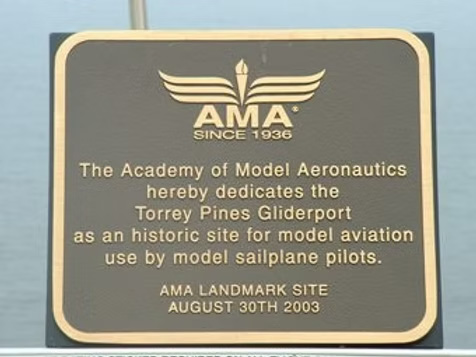 AMA®
SINCE 1936
The Academy of Model Aeronautics
hereby dedicates the
Torrey Pines Gliderport
as an historic site for model aviation
use by model sailplane pilots.
AMA LANDMARK SITE
AUGUST 30TH 2003